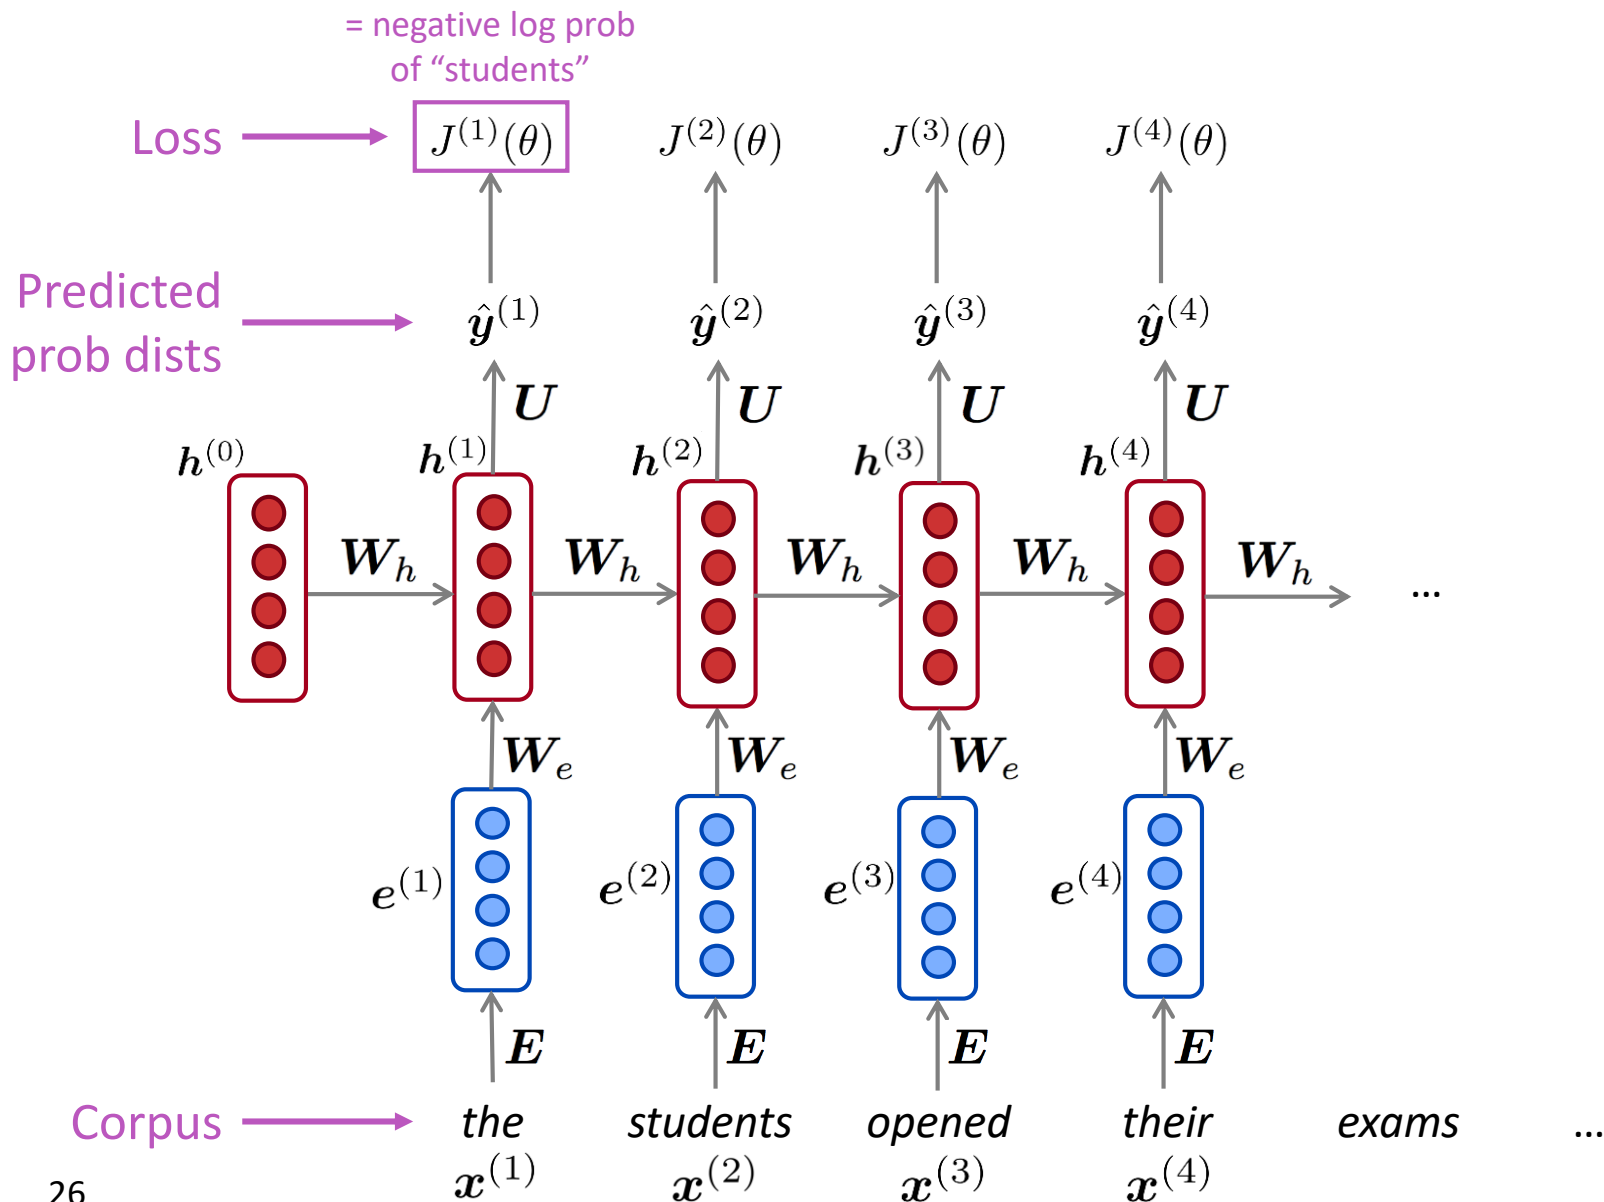 = negative log prob
of “students”
Loss
J^{(1)}(θ) J^{(2)}(θ) J^{(3)}(θ) J^{(4)}(θ)
Predicted
prob dists
ŷ^{(1)} ŷ^{(2)} ŷ^{(3)} ŷ^{(4)}
U U U U
h^{(0)} h^{(1)} h^{(2)} h^{(3)} h^{(4)}
W_h W_h W_h W_h W_h
...
W_e W_e W_e W_e
e^{(1)} e^{(2)} e^{(3)} e^{(4)}
E E E E
Corpus the students opened their exams ...
x^{(1)} x^{(2)} x^{(3)} x^{(4)}
26